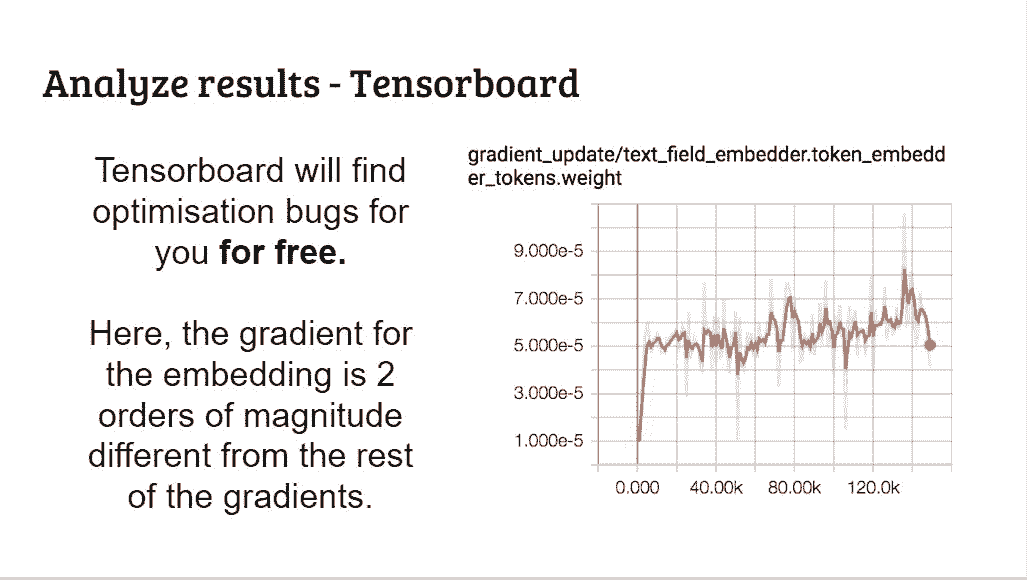 Analyze results - Tensorboard
Tensorboard will find
optimisation bugs for
you for free.
Here, the gradient for
the embedding is 2
orders of magnitude
different from the rest
of the gradients.
gradient_update/text_field_embedder.token_embedd
er_tokens.weight
9.000e-5
7.000e-5
5.000e-5
3.000e-5
1.000e-5
0.000 40.00k 80.00k 120.0k